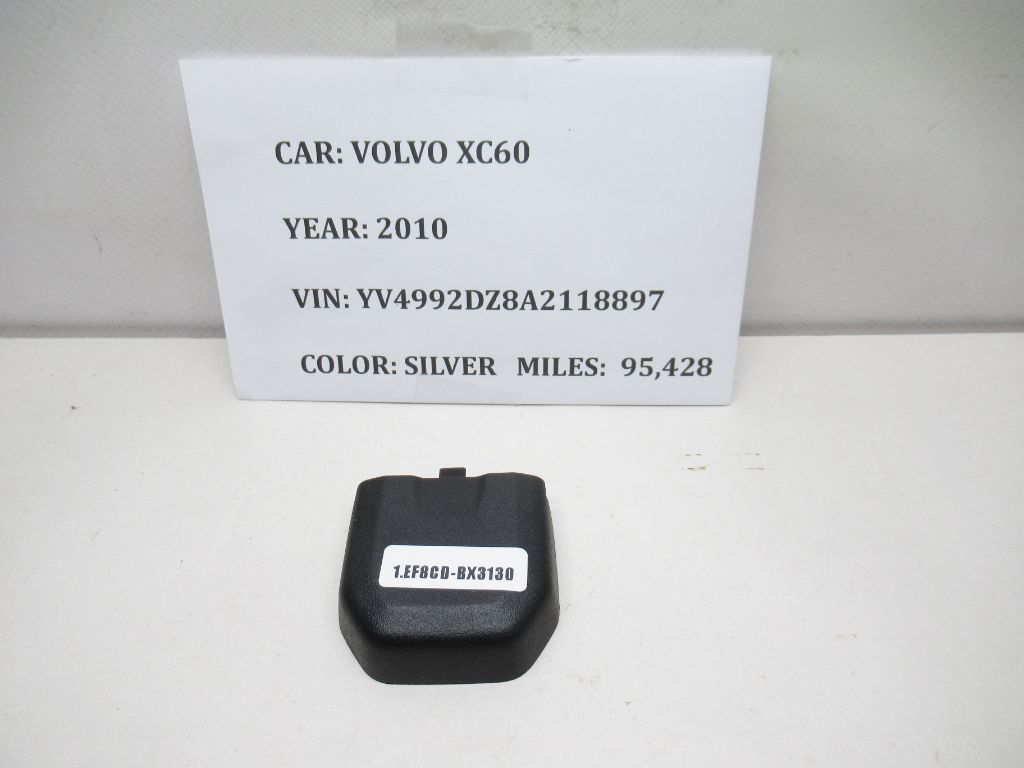 CAR: VOLVO XC60
YEAR: 2010
VIN: YV4992DZ8A2118897
COLOR: SILVER MILES: 95,428
1.EF8CD-BX3130